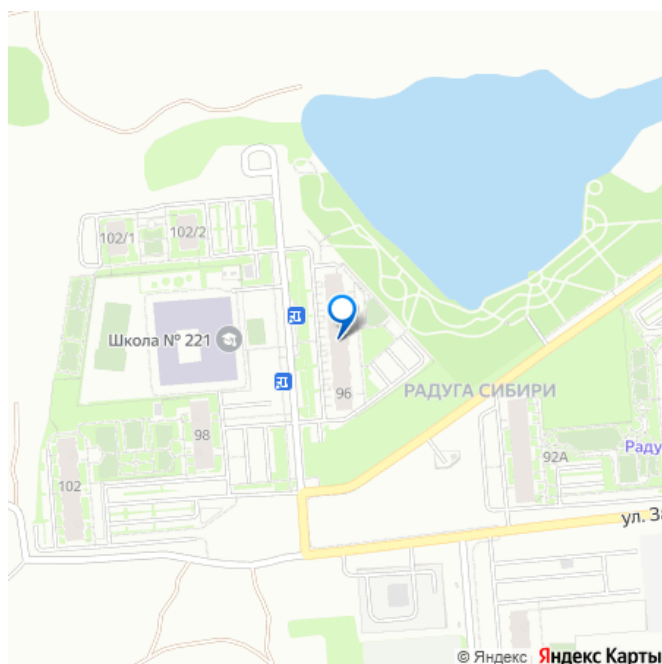 102/1
102/2
Школа № 221
РАДУГА СИБИРИ
96
98
92А
Раду
102
ул. За
© Яндекс Яндекс Карты